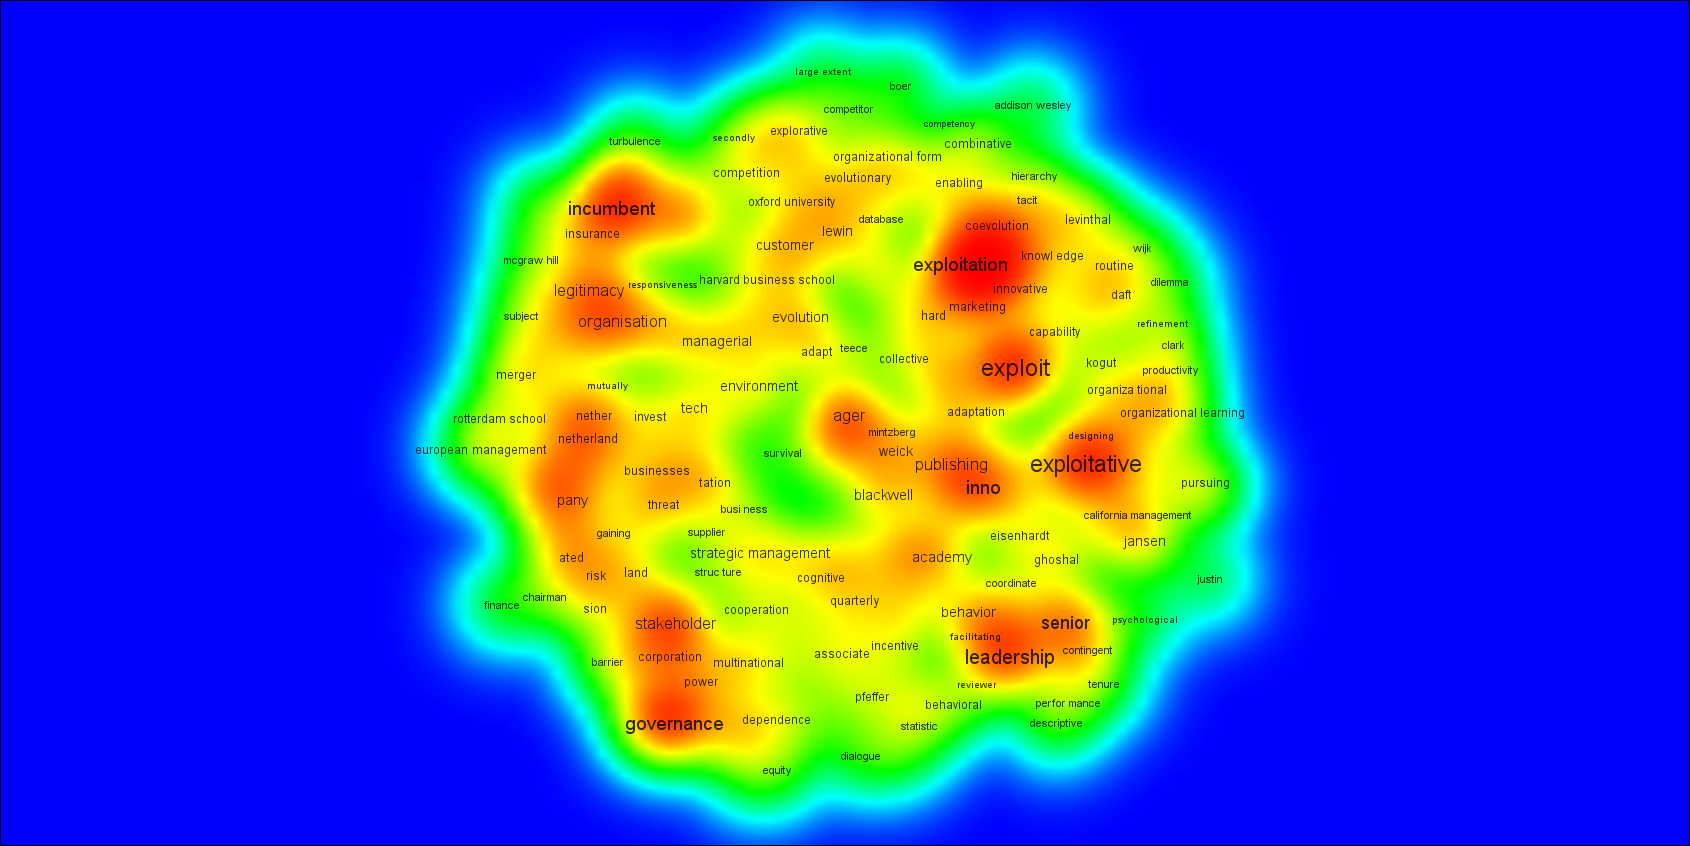 large extent
boer
competitor
addison wesley
competency
explorative
secondly
turbulence
combinative
organizational form
competition
evolutionary
hierarchy
enabling
oxford university
tacit
incumbent
database
levinthal
coevolution
lewin
insurance
customer
wijk
knowl edge
mcgraw hill
exploitation
routine
harvard business school
dilemma
responsiveness
legitimacy
innovative
daft
marketing
subject
hard
evolution
organisation
refinement
capability
managerial
clark
teece
adapt
collective
kogut
exploit
productivity
merger
mutually
environment
organiza tional
tech
adaptation
organizational learning
nether
ager
invest
rotterdam school
mintzberg
designing
netherland
european management
weick
survival
publishing
exploitative
businesses
tation
pursuing
inno
blackwell
pany
threat
busi ness
california management
supplier
gaining
eisenhardt
jansen
strategic management
academy
ated
ghoshal
struc ture
land
risk
cognitive
justin
coordinate
chairman
quarterly
finance
sion
cooperation
behavior
psychological
stakeholder
senior
facilitating
incentive
contingent
associate
corporation
leadership
barrier
multinational
power
reviewer
tenure
pfeffer
perfor mance
behavioral
dependence
governance
descriptive
statistic
dialogue
equity